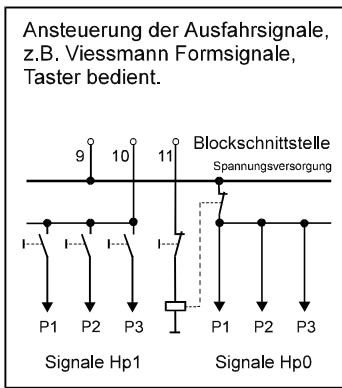 Ansteuerung der Ausfahrsignale,
z.B. Viessmann Formsignale,
Taster bedient.
9 10 11 Blockschnittstelle
Spannungsversorgung
P1 P2 P3 P1 P2 P3
Signale Hp1 Signale Hp0